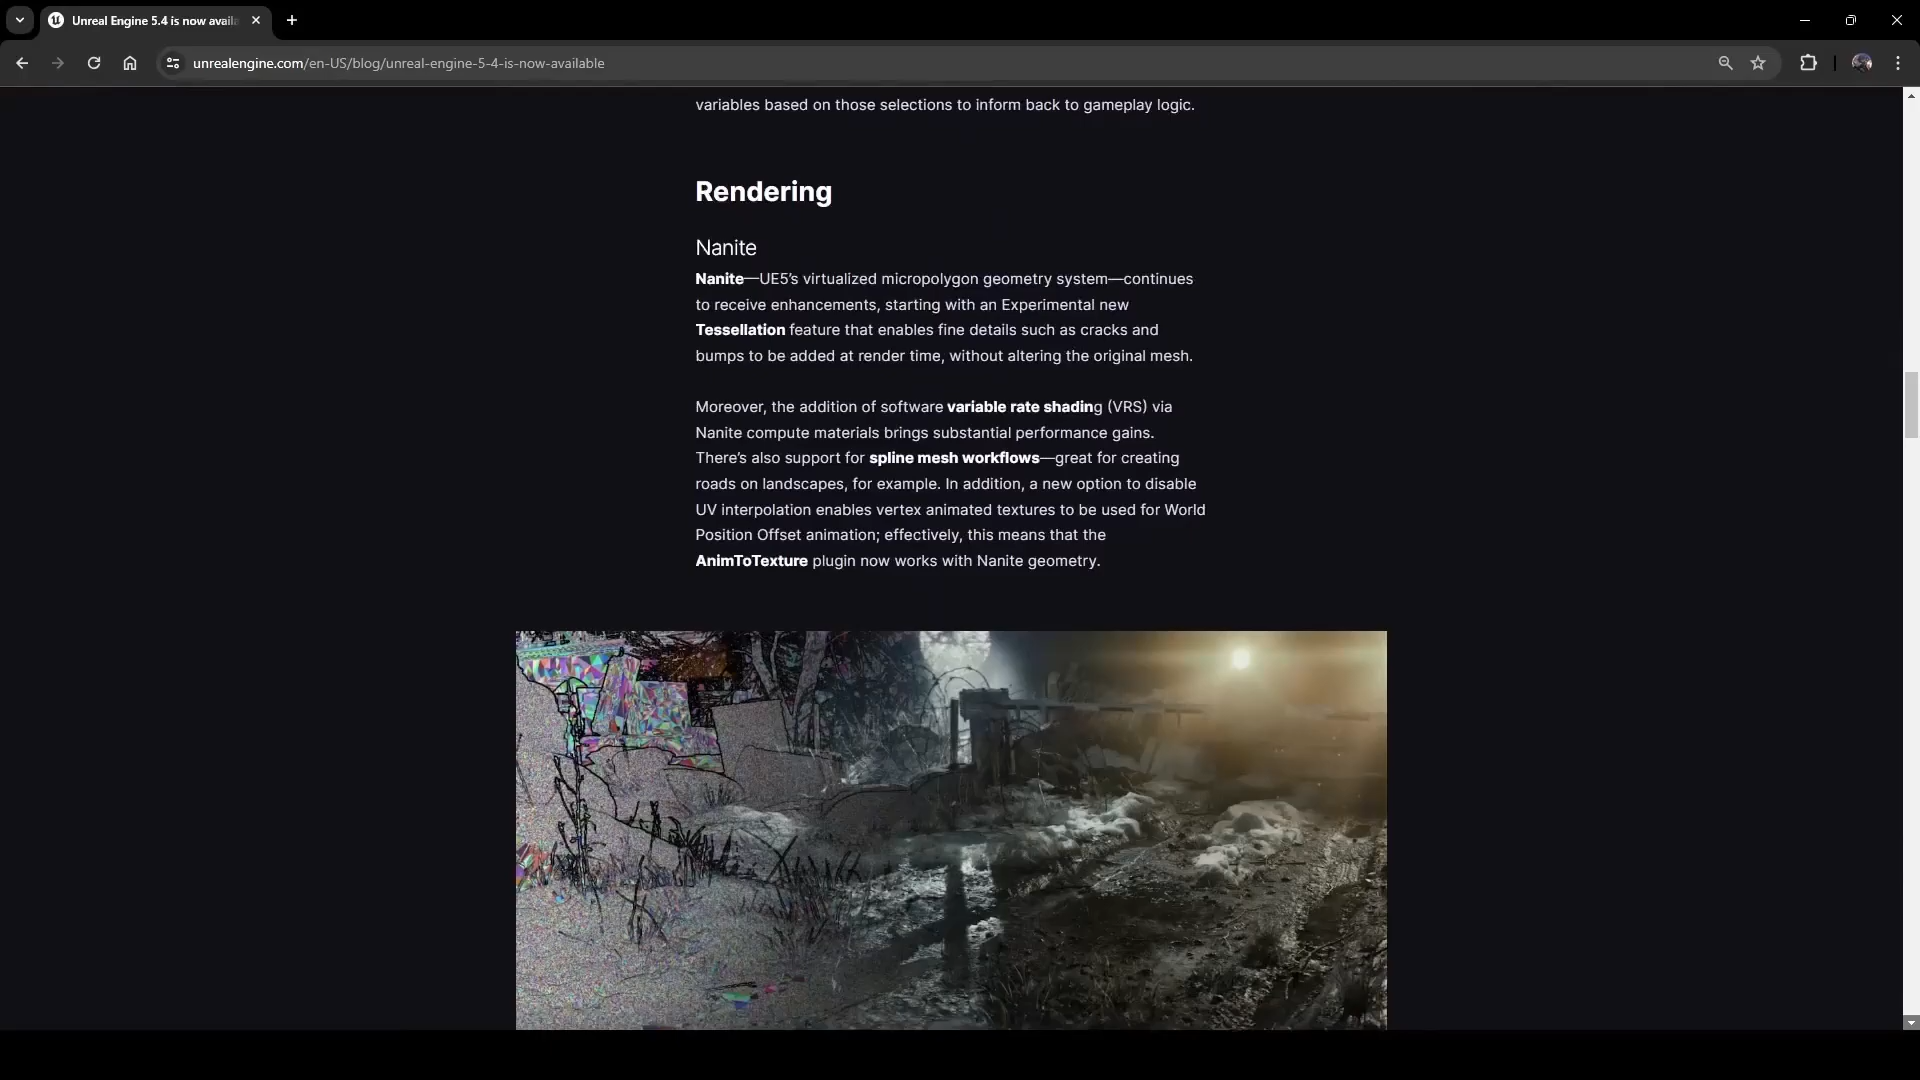 Unreal Engine 5.4 is now avail
unrealengine.com/en-US/blog/unreal-engine-5-4-is-now-available
variables based on those selections to inform back to gameplay logic.
Rendering
Nanite
Nanite—UE5’s virtualized micropolygon geometry system—continues
to receive enhancements, starting with an Experimental new
Tessellation feature that enables fine details such as cracks and
bumps to be added at render time, without altering the original mesh.
Moreover, the addition of software variable rate shading (VRS) via
Nanite compute materials brings substantial performance gains.
There’s also support for spline mesh workflows—great for creating
roads on landscapes, for example. In addition, a new option to disable
UV interpolation enables vertex animated textures to be used for World
Position Offset animation; effectively, this means that the
AnimToTexture plugin now works with Nanite geometry.